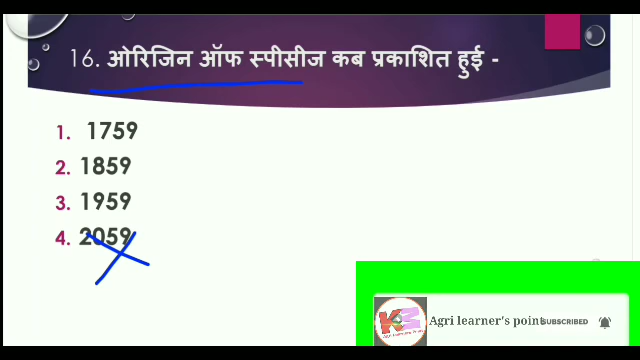 16. ओरिजिन ऑफ स्पीसीज कब प्रकाशित हुई -
1. 1759
2. 1859
3. 1959
4. 2059
Agri learner's point SUBSCRIBED